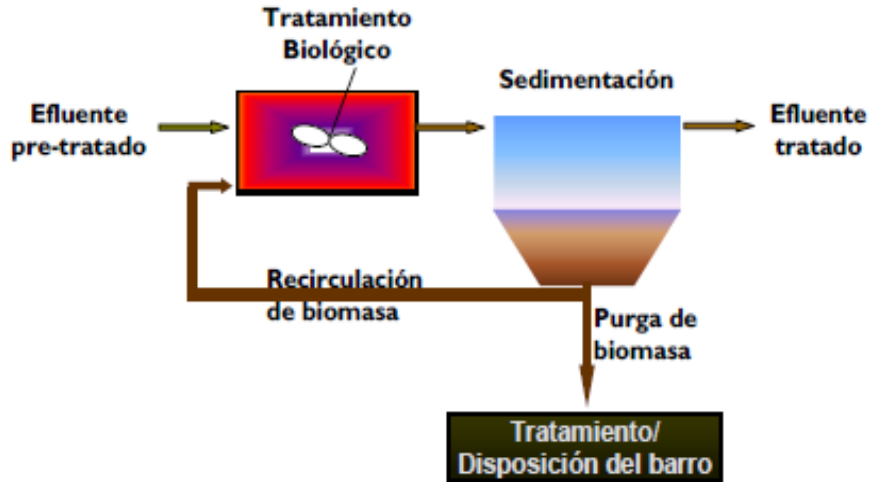 Tratamiento
Biológico
Sedimentación
Efluente
pre-tratado
Efluente
tratado
Recirculación
de biomasa
Purga de
biomasa
Tratamiento/
Disposición del barro